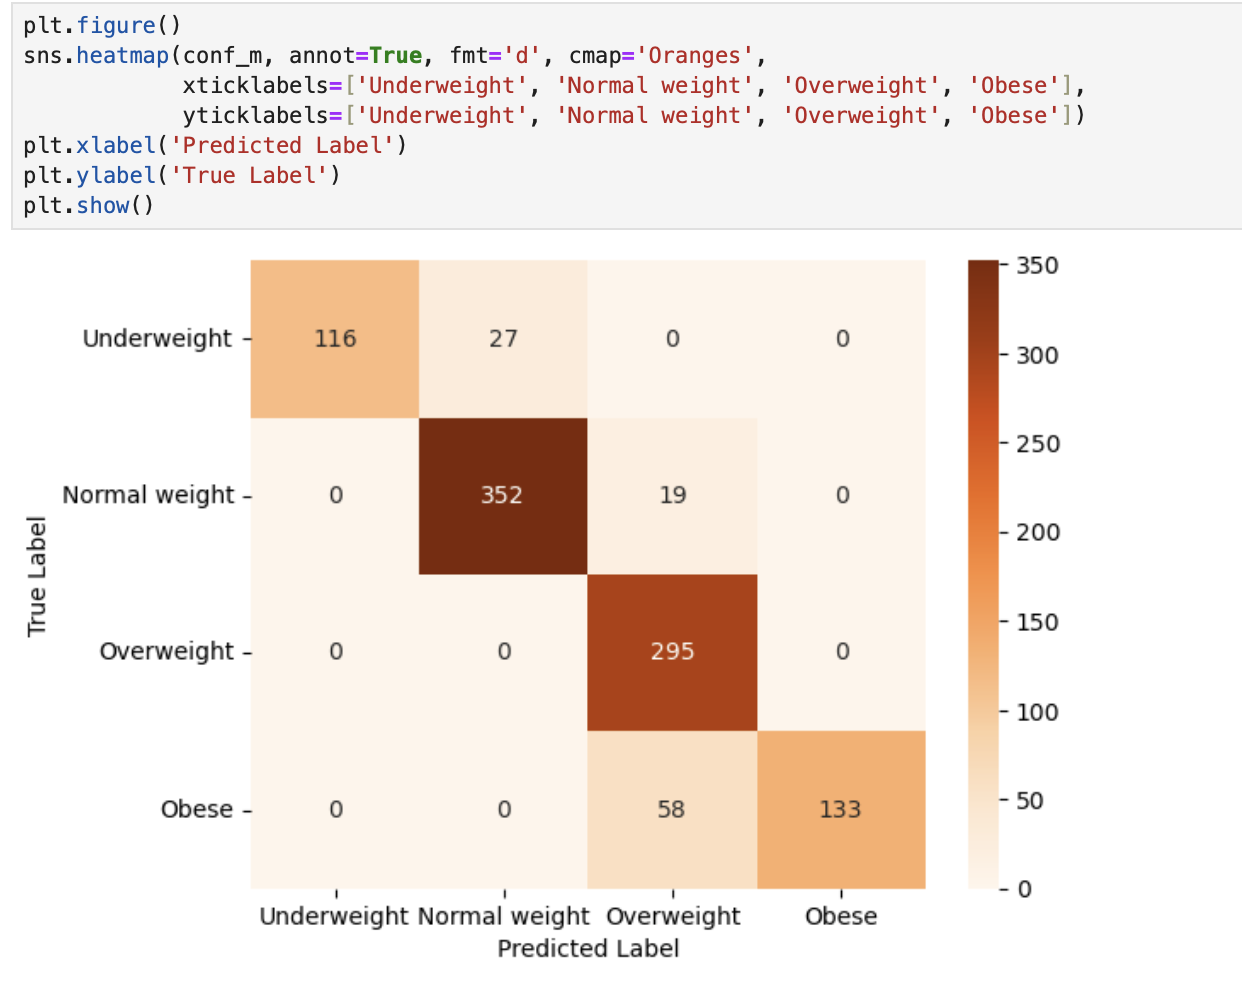 plt.figure()
sns.heatmap(conf_m, annot=True, fmt='d', cmap='Oranges',
            xticklabels=['Underweight', 'Normal weight', 'Overweight', 'Obese'],
            yticklabels=['Underweight', 'Normal weight', 'Overweight', 'Obese'])
plt.xlabel('Predicted Label')
plt.ylabel('True Label')
plt.show()
Underweight 116 27 0 0
Normal weight 0 352 19 0
Overweight 0 0 295 0
Obese 0 0 58 133
Underweight Normal weight Overweight Obese
Predicted Label
True Label
350
300
250
200
150
100
50
0